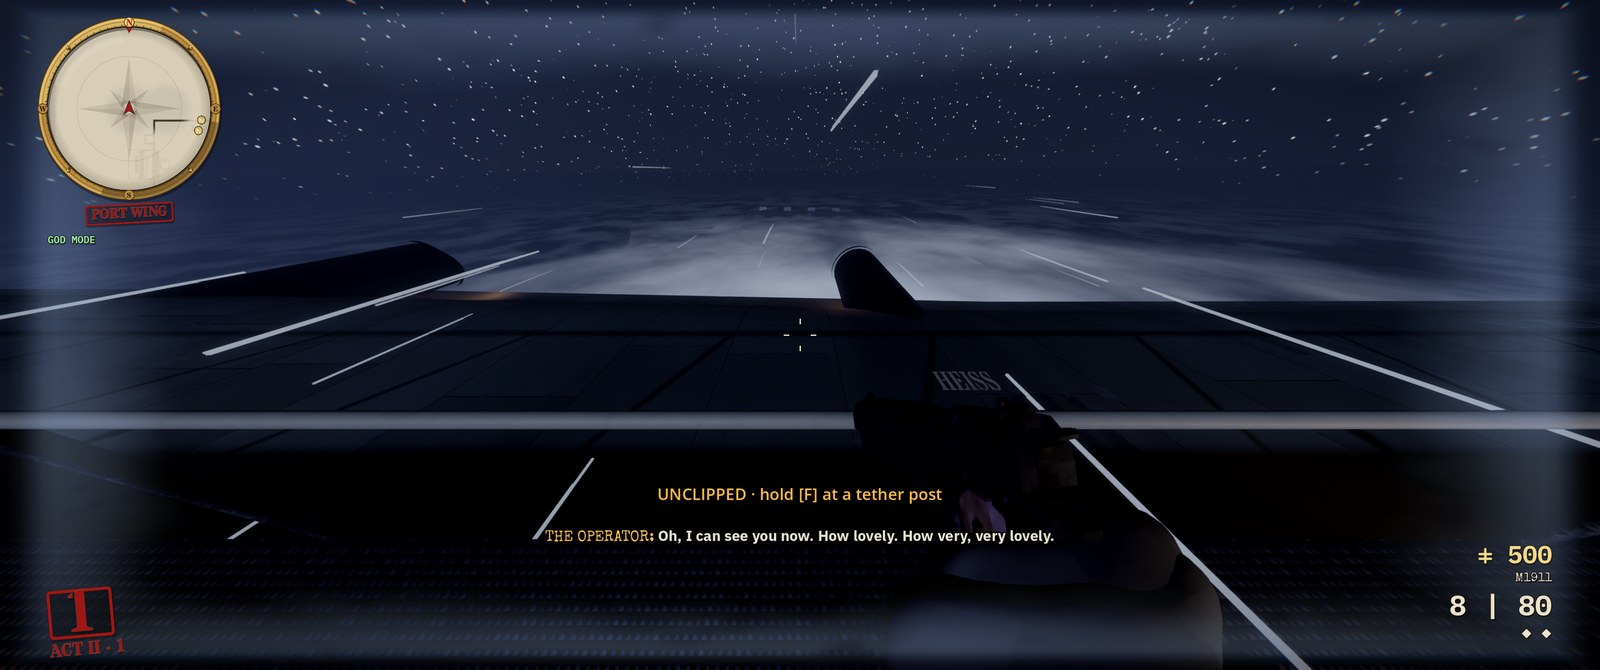 N
W
E
S
PORT WING
GOD MODE
HEISS
UNCLIPPED · hold [F] at a tether post
THE OPERATOR: Oh, I can see you now. How lovely. How very, very lovely.
ǂ 500
M1911
8 | 80
1
ACT II · 1